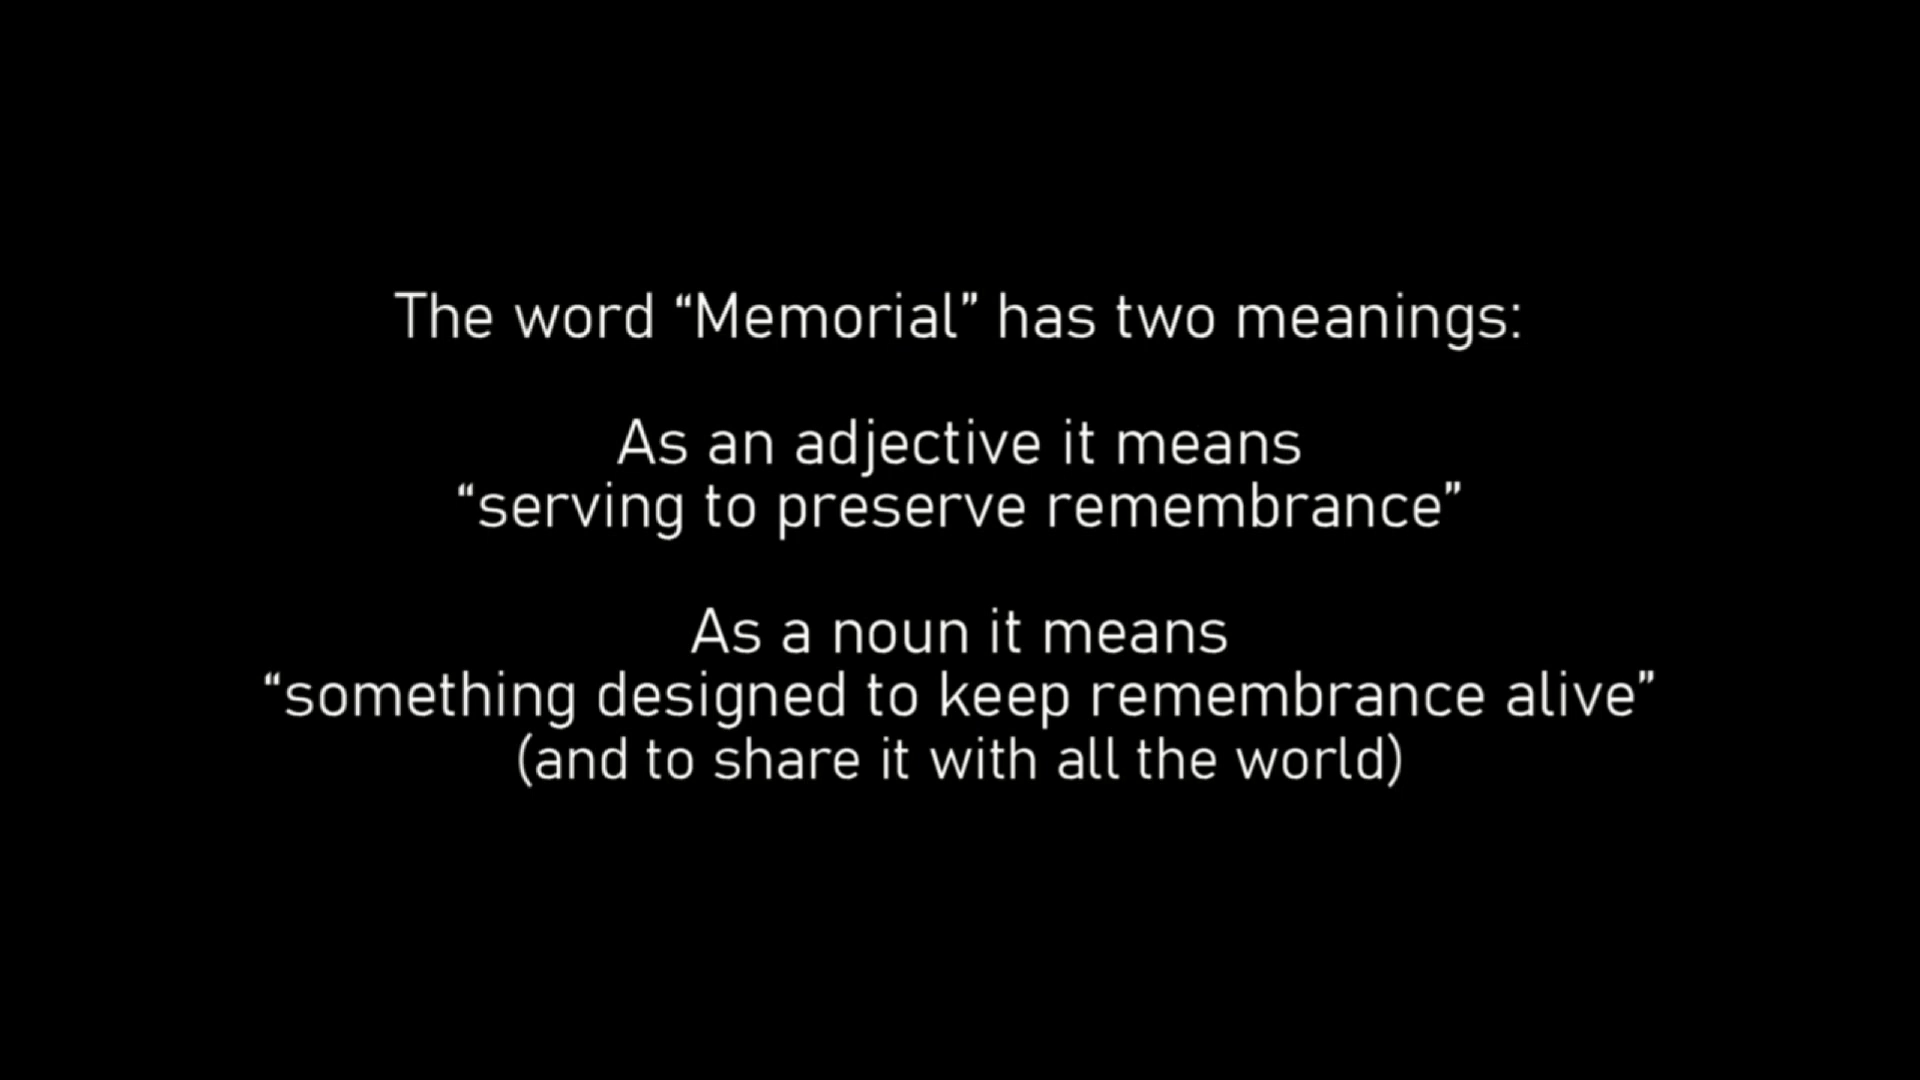 The word “Memorial” has two meanings:
As an adjective it means
“serving to preserve remembrance”
As a noun it means
“something designed to keep remembrance alive”
(and to share it with all the world)